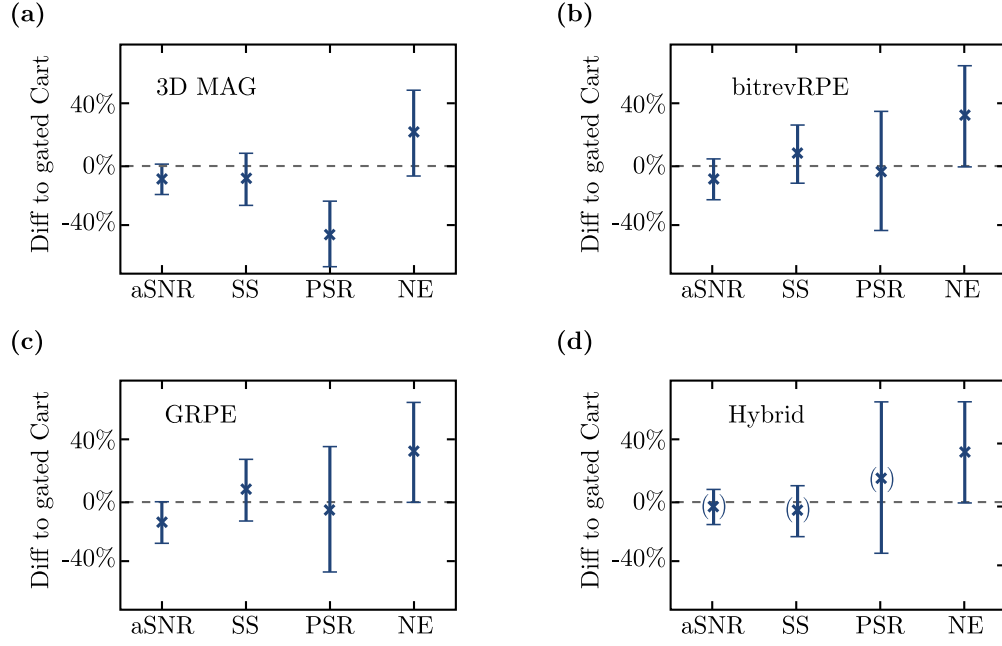 (a)
Diff to gated Cart
3D MAG
40%
0%
-40%
aSNR SS PSR NE
(b)
Diff to gated Cart
bitrevRPE
40%
0%
-40%
aSNR SS PSR NE
(c)
Diff to gated Cart
GRPE
40%
0%
-40%
aSNR SS PSR NE
(d)
Diff to gated Cart
Hybrid
40%
0%
-40%
(×) (×) (×)
aSNR SS PSR NE